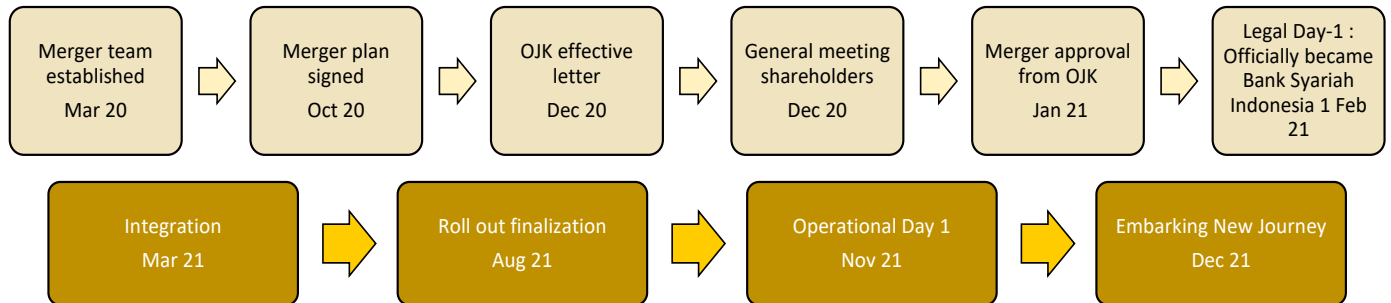 Merger team
established
Mar 20
Merger plan
signed
Oct 20
OJK effective
letter
Dec 20
General meeting
shareholders
Dec 20
Merger approval
from OJK
Jan 21
Legal Day-1 :
Officially became
Bank Syariah
Indonesia 1 Feb
21
Integration
Mar 21
Roll out finalization
Aug 21
Operational Day 1
Nov 21
Embarking New Journey
Dec 21